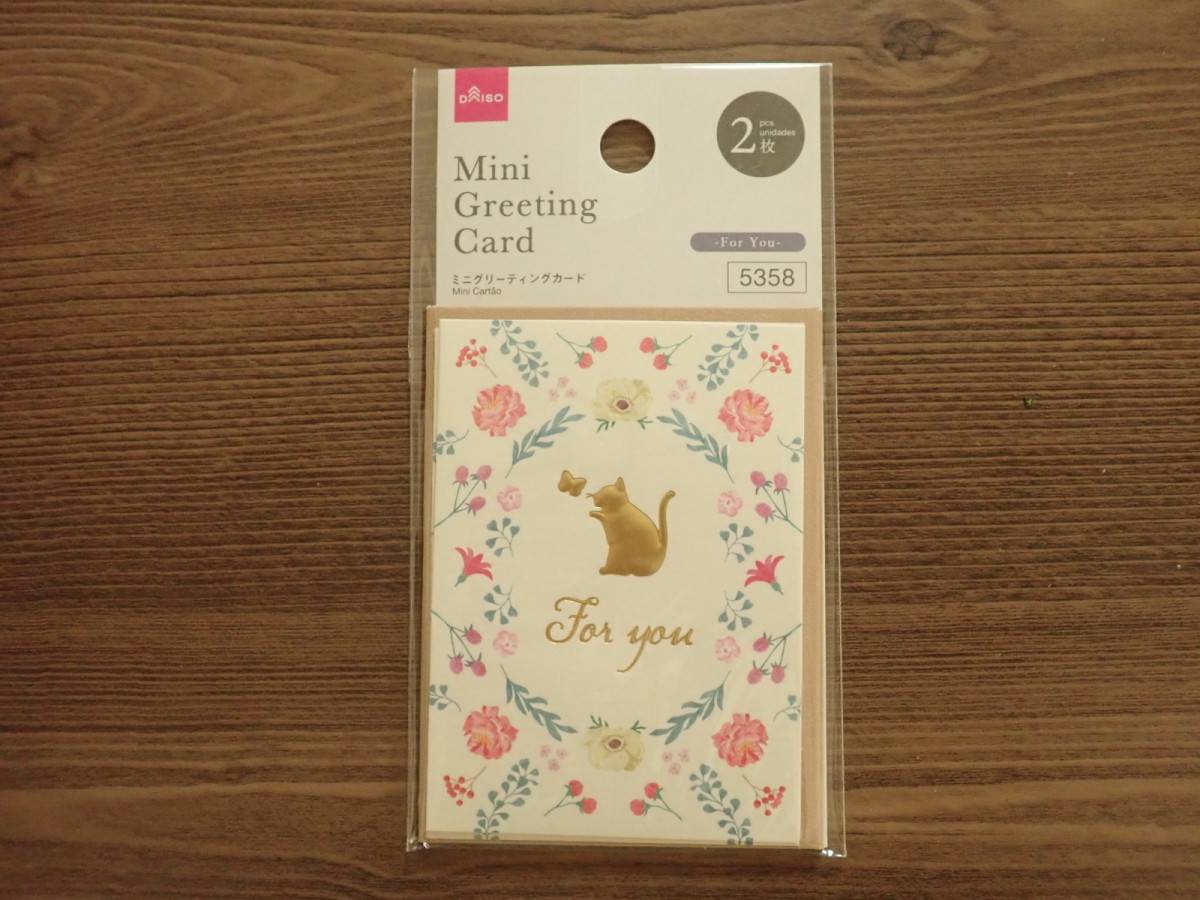 DAISO
2
pcs
unidades
枚
Mini
Greeting
Card
-For You-
ミニグリーティングカード
Mini Cartão
5358
For you